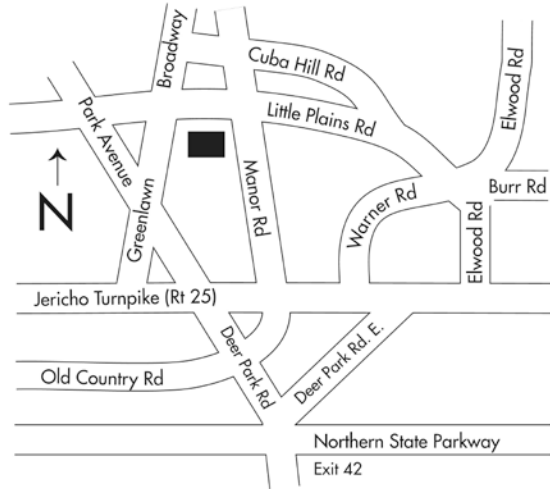 Broadway
Cuba Hill Rd
Elwood Rd
Park Avenue
Little Plains Rd
N
Greenlawn
Manor Rd
Warner Rd
Burr Rd
Elwood Rd
Jericho Turnpike (Rt 25)
Deer Park Rd
Deer Park Rd. E.
Old Country Rd
Northern State Parkway
Exit 42